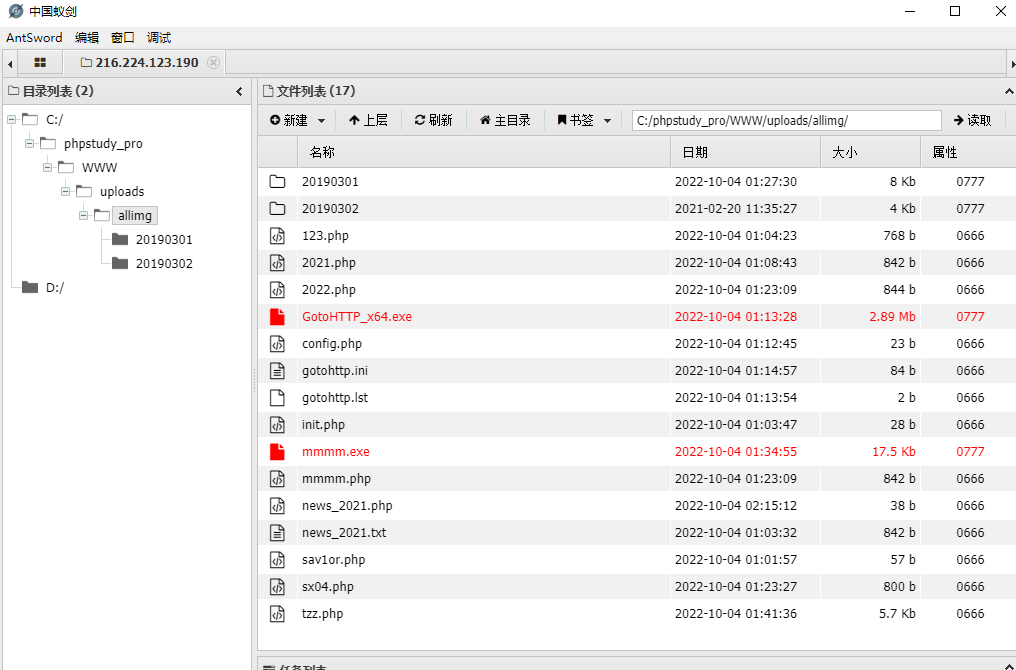 中国蚁剑
AntSword 编辑 窗口 调试
216.224.123.190
目录列表 (2)
C:/
phpstudy_pro
WWW
uploads
allimg
20190301
20190302
D:/
文件列表 (17)
新建 上层 刷新 主目录 书签 C:/phpstudy_pro/WWW/uploads/allimg/ 读取
名称 日期 大小 属性
20190301 2022-10-04 01:27:30 8 Kb 0777
20190302 2021-02-20 11:35:27 4 Kb 0777
123.php 2022-10-04 01:04:23 768 b 0666
2021.php 2022-10-04 01:08:43 842 b 0666
2022.php 2022-10-04 01:23:09 844 b 0666
GotoHTTP_x64.exe 2022-10-04 01:13:28 2.89 Mb 0777
config.php 2022-10-04 01:12:45 23 b 0666
gotohttp.ini 2022-10-04 01:14:57 84 b 0666
gotohttp.lst 2022-10-04 01:13:54 2 b 0666
init.php 2022-10-04 01:03:47 28 b 0666
mmmm.exe 2022-10-04 01:34:55 17.5 Kb 0777
mmmm.php 2022-10-04 01:23:09 842 b 0666
news_2021.php 2022-10-04 02:15:12 38 b 0666
news_2021.txt 2022-10-04 01:03:32 842 b 0666
sav1or.php 2022-10-04 01:01:57 57 b 0666
sx04.php 2022-10-04 01:23:27 800 b 0666
tzz.php 2022-10-04 01:41:36 5.7 Kb 0666
任务列表